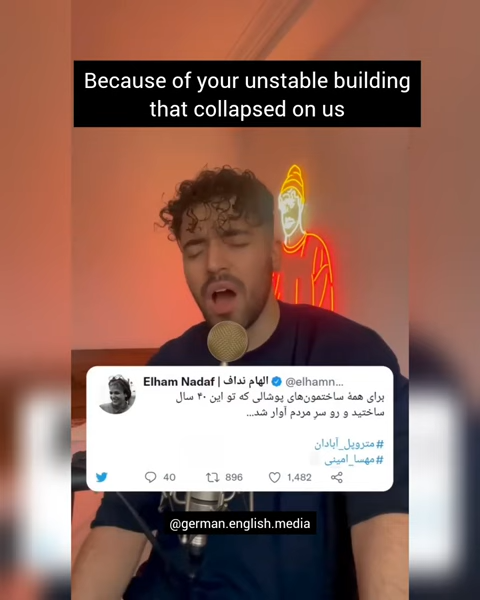 Because of your unstable building
that collapsed on us
Elham Nadaf | الهام نداف @elhamn...
برای همهٔ ساختمون‌های پوشالی که تو این ۴۰ سال
ساختید و رو سرِ مردم آوار شد...
#متروپل_آبادان
#مهسا_امینی
40 896 1,482
@german.english.media